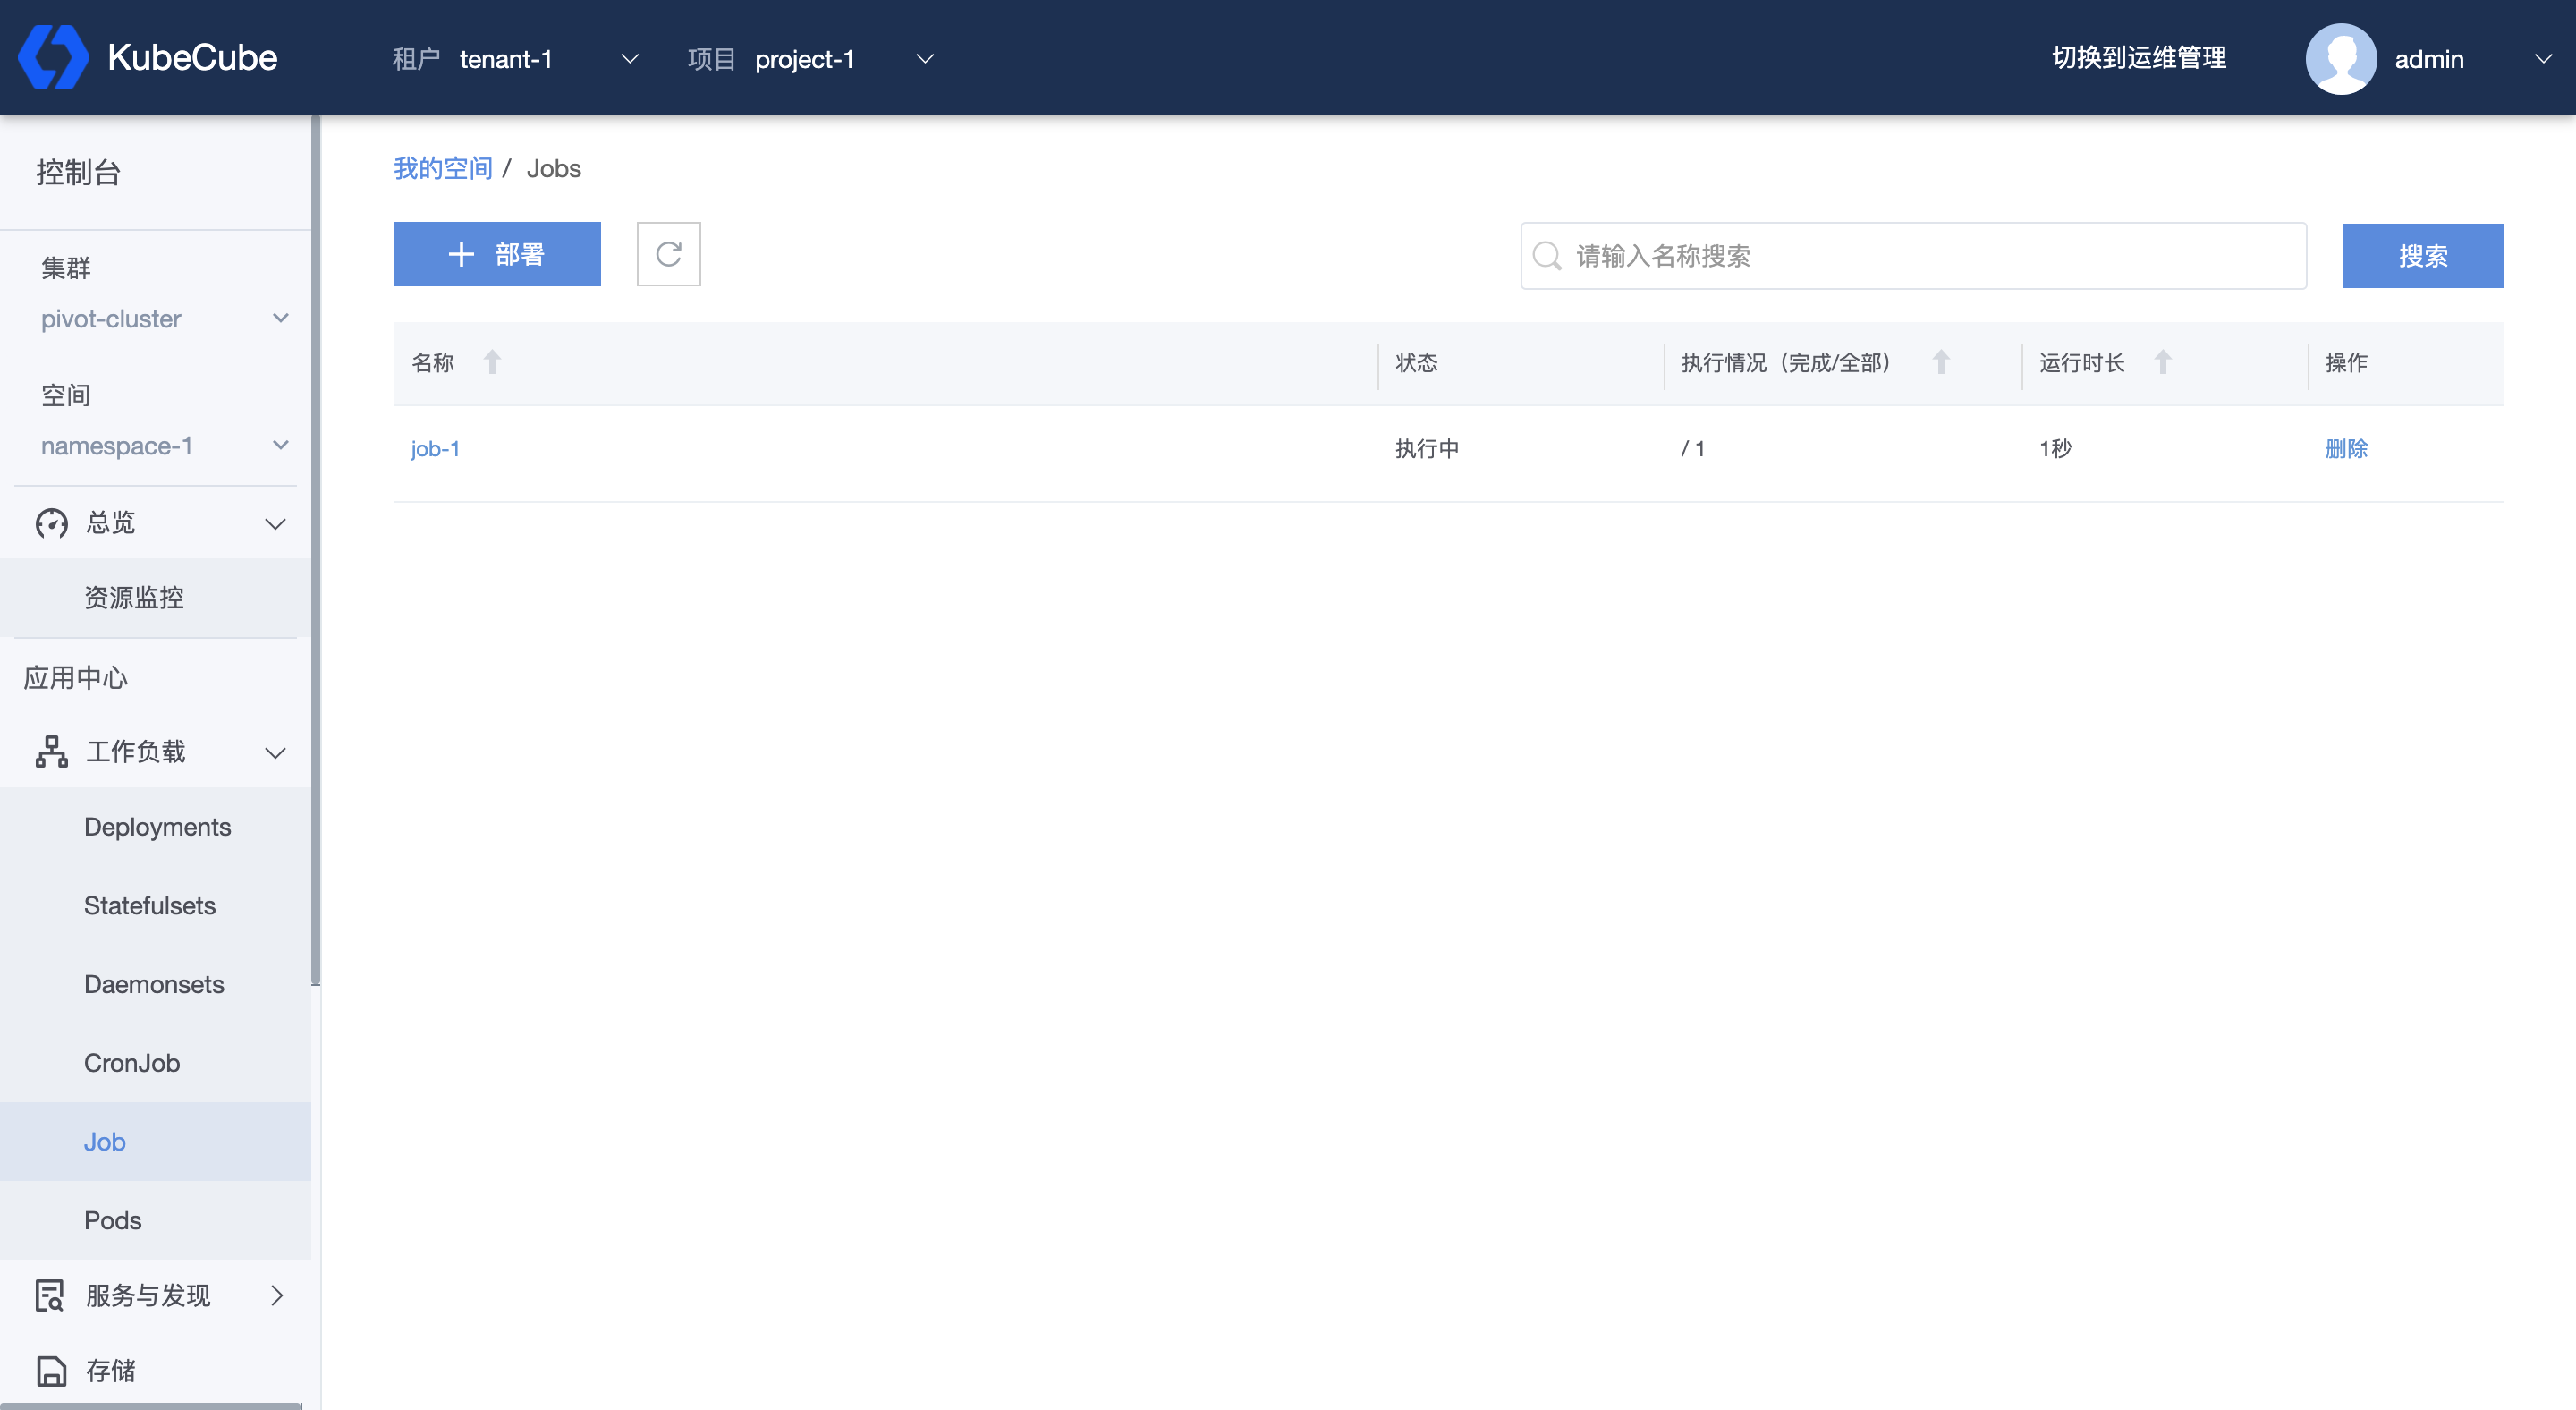 KubeCube
租户 tenant-1
项目 project-1
切换到运维管理
admin
控制台
集群
pivot-cluster
空间
namespace-1
总览
资源监控
应用中心
工作负载
Deployments
Statefulsets
Daemonsets
CronJob
Job
Pods
服务与发现
存储
我的空间 / Jobs
部署
请输入名称搜索
搜索
名称 状态 执行情况（完成/全部） 运行时长 操作
job-1 执行中 / 1 1秒 删除